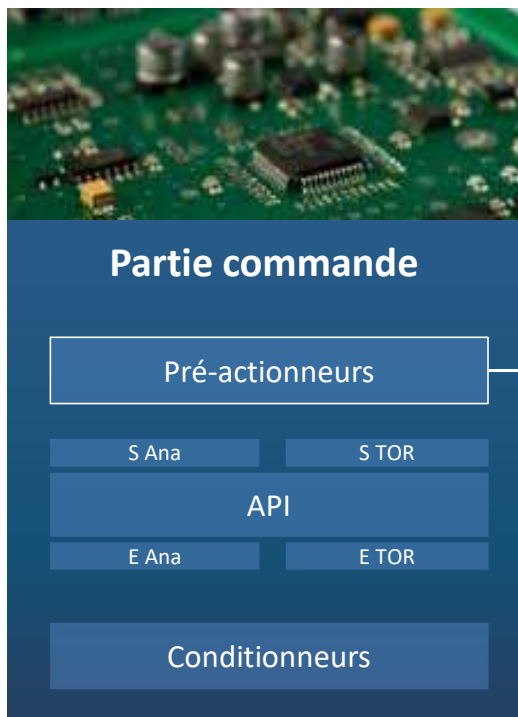 Partie commande
Pré-actionneurs
S Ana
S TOR
API
E Ana
E TOR
Conditionneurs